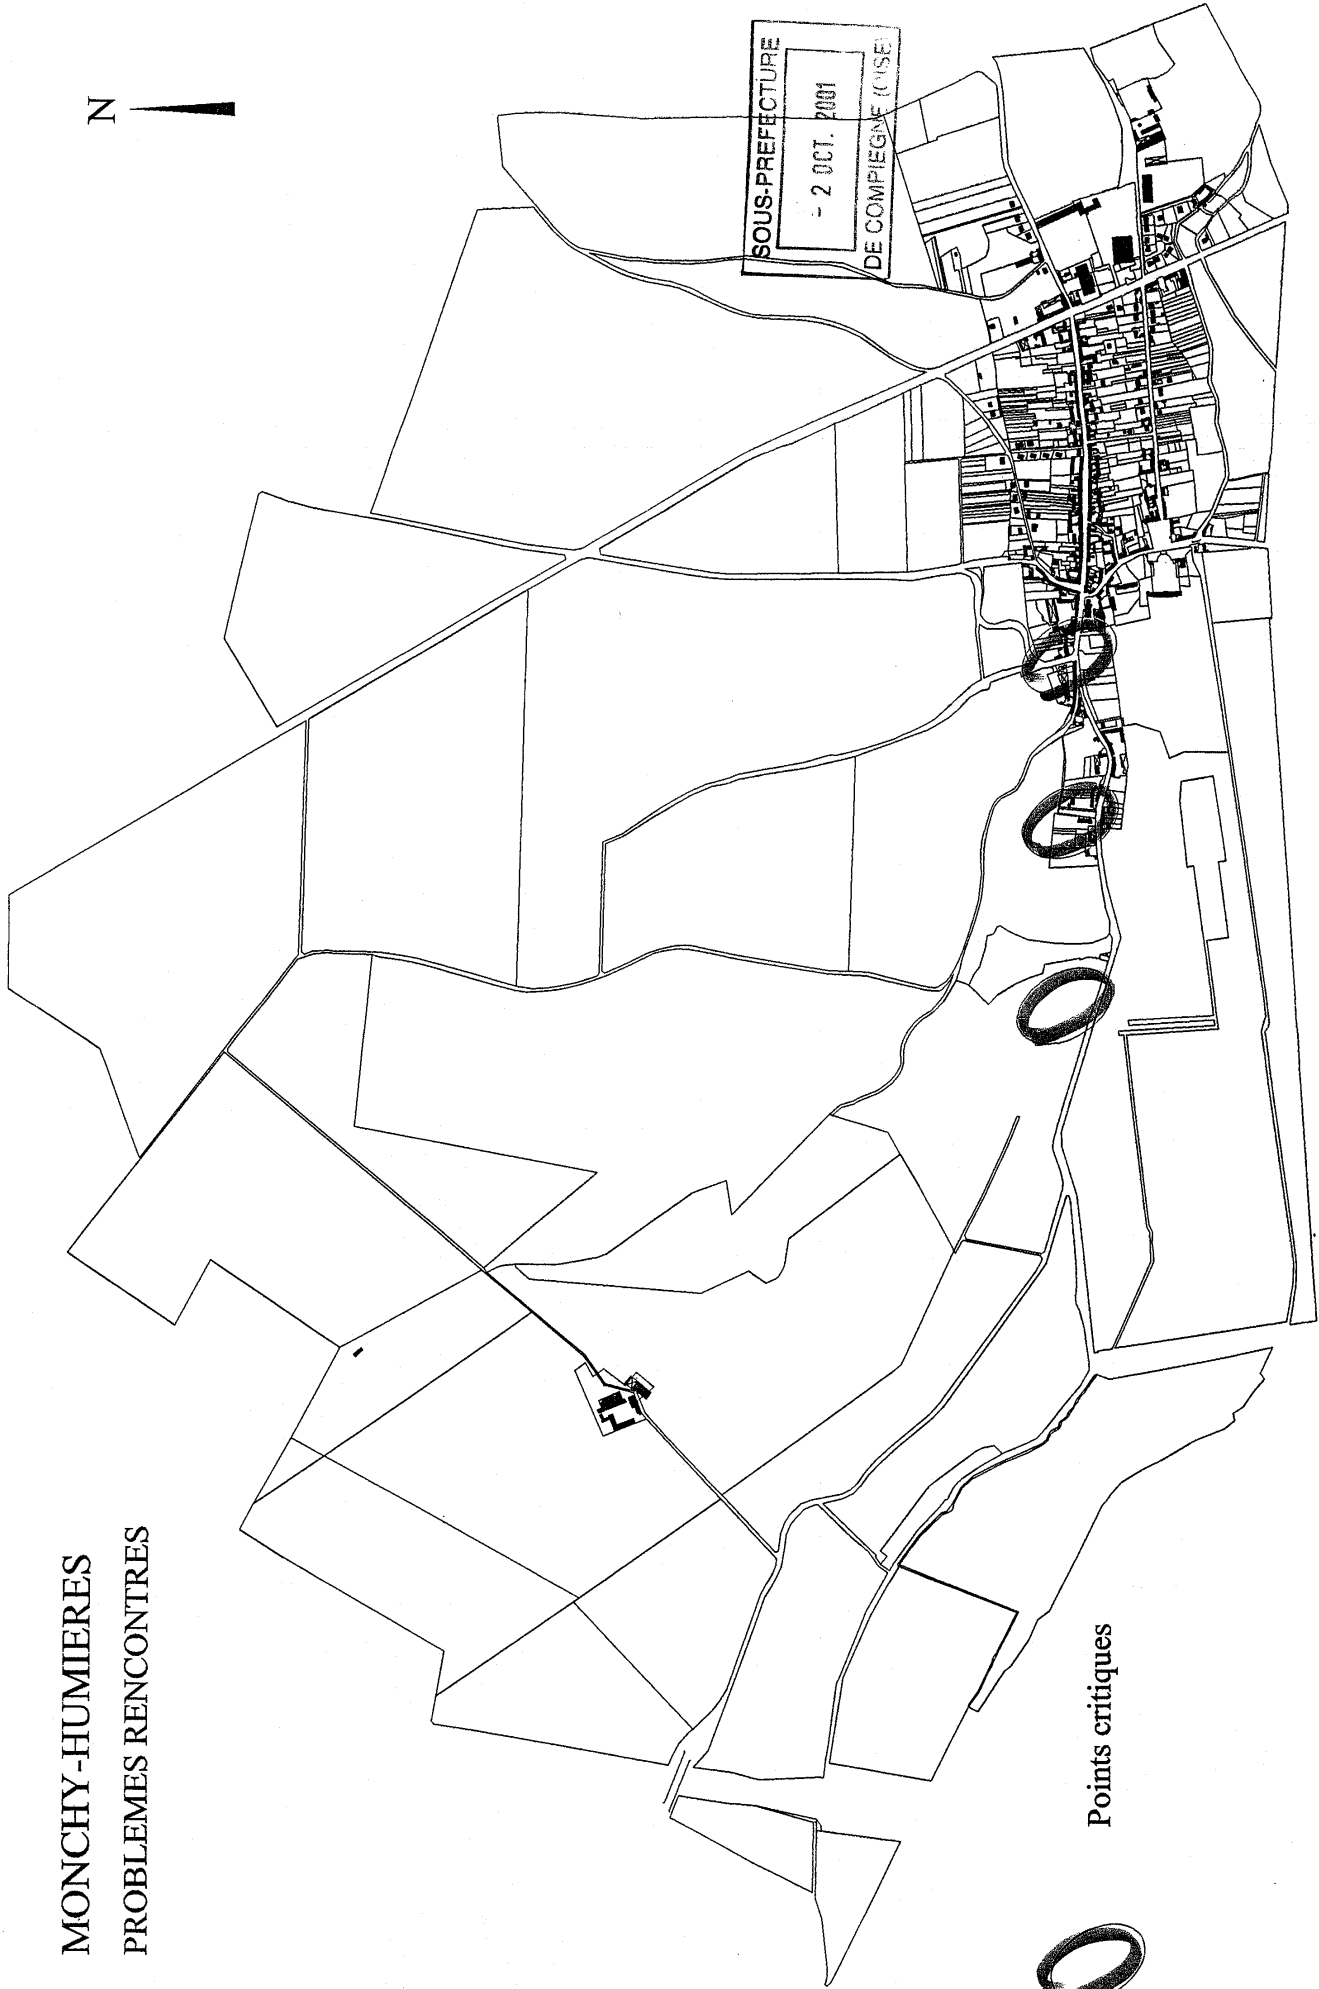 MONCHY-HUMIERES
PROBLEMES RENCONTRES
N
SOUS-PREFECTURE
- 2 OCT. 2001
DE COMPIEGNE (OISE)
Points critiques